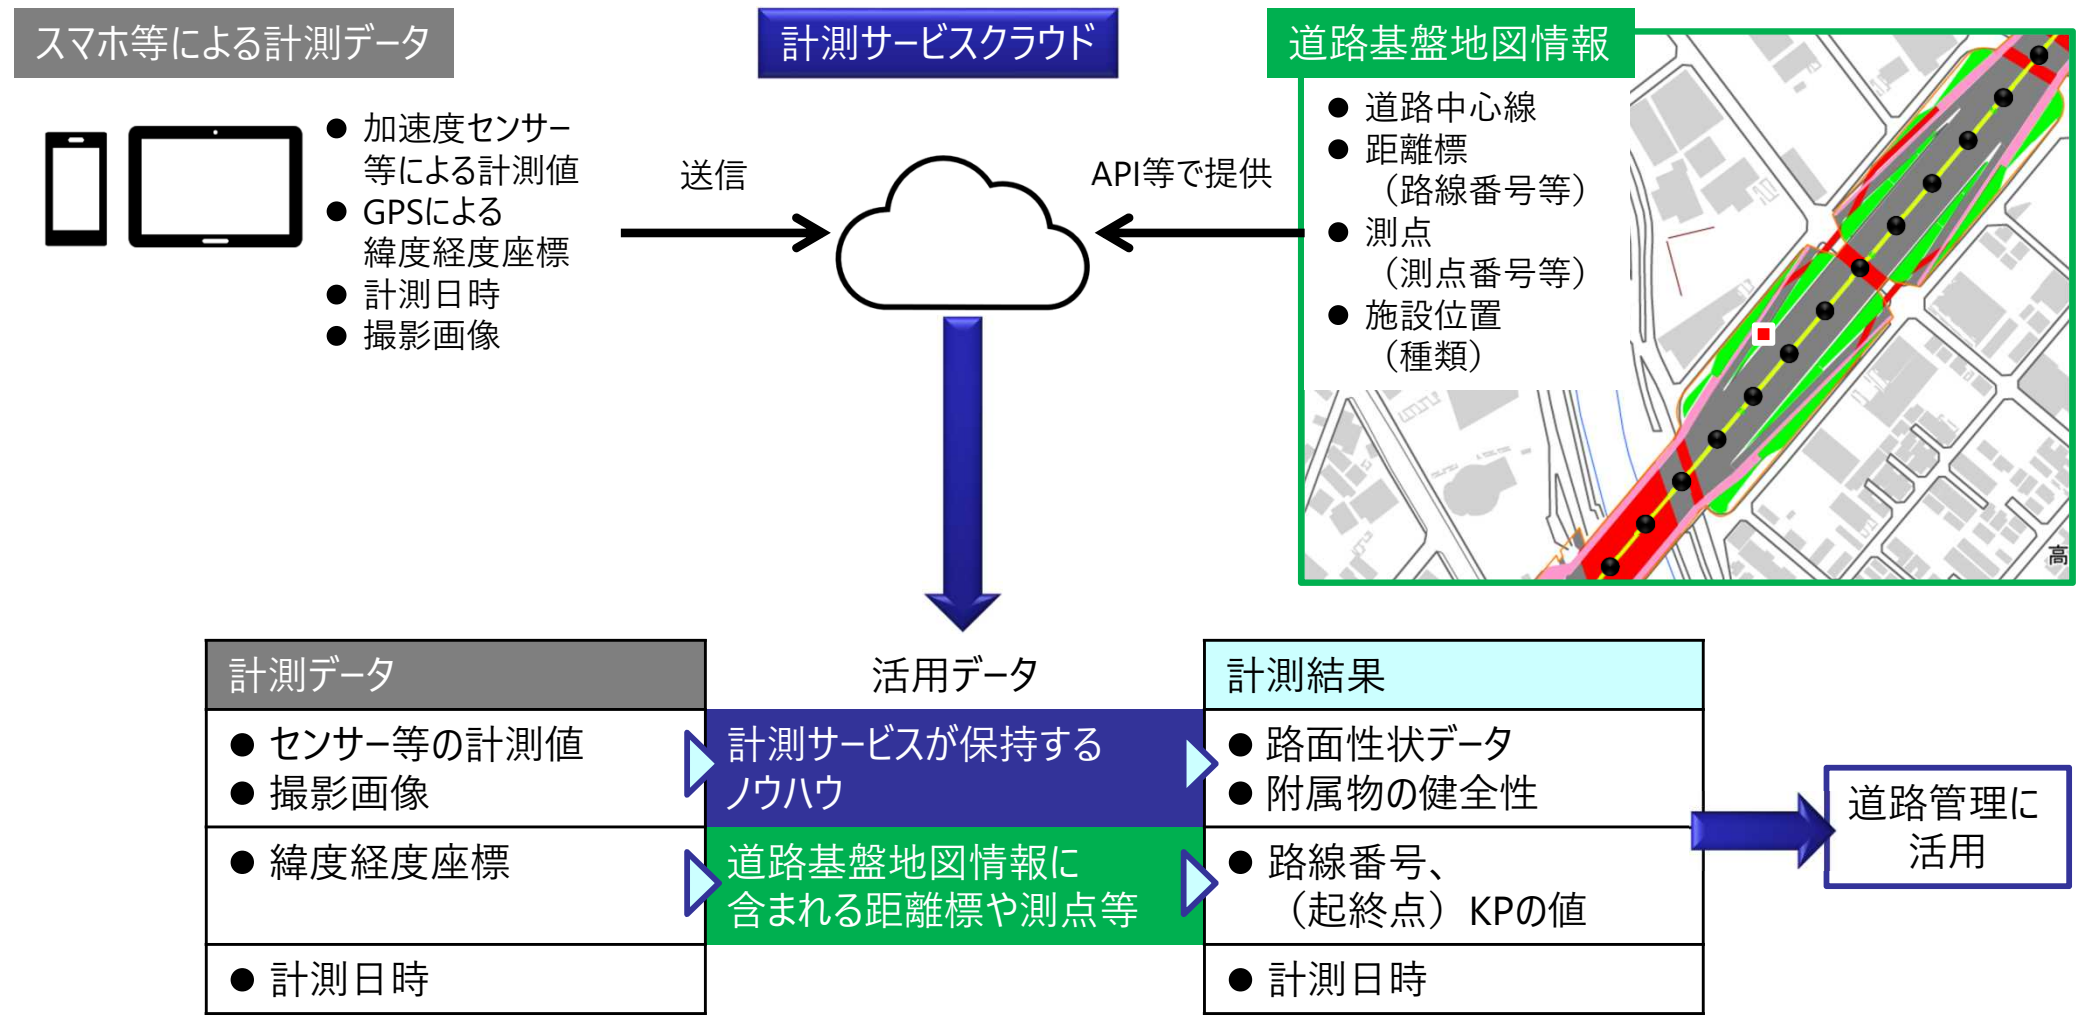 スマホ等による計測データ
計測サービスクラウド
道路基盤地図情報
● 加速度センサー
等による計測値
● GPSによる
緯度経度座標
● 計測日時
● 撮影画像
送信
API等で提供
● 道路中心線
● 距離標
（路線番号等）
● 測点
（測点番号等）
● 施設位置
（種類）
高
計測データ
活用データ
計測結果
● センサー等の計測値
● 撮影画像
計測サービスが保持する
ノウハウ
● 路面性状データ
● 附属物の健全性
● 緯度経度座標
道路基盤地図情報に
含まれる距離標や測点等
● 路線番号、
（起終点）KPの値
● 計測日時
● 計測日時
道路管理に
活用